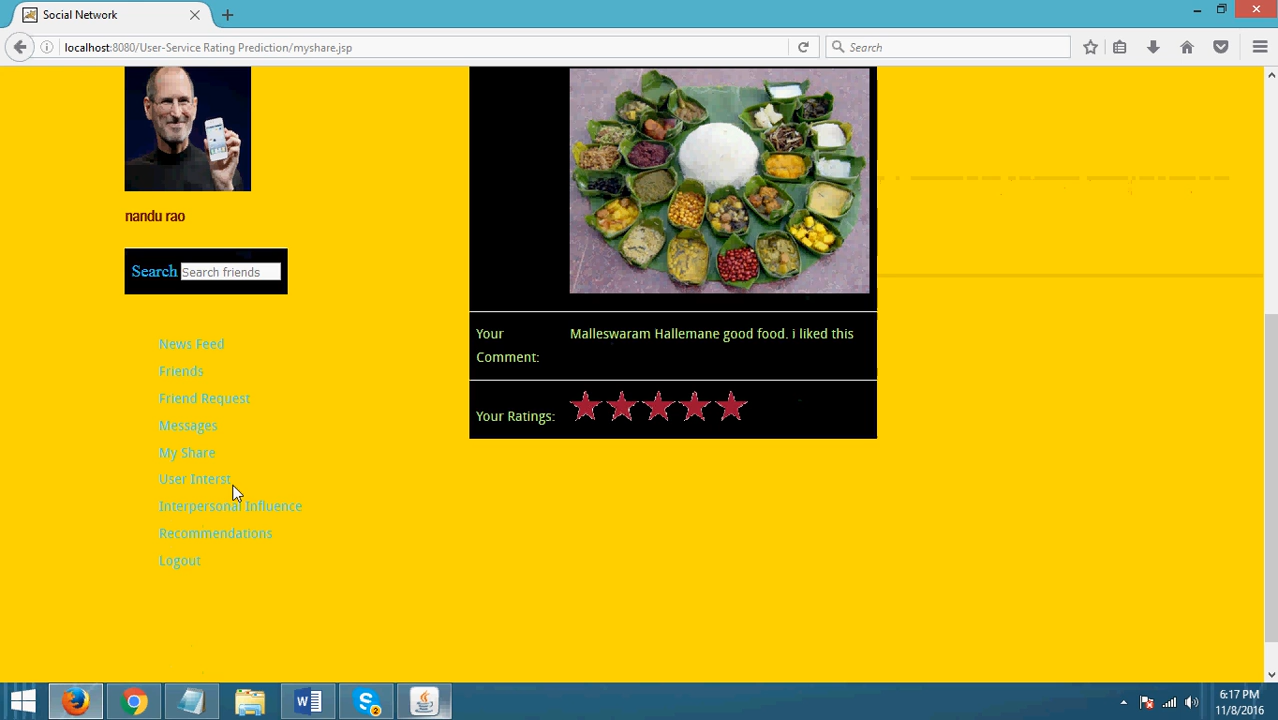 Social Network
localhost:8080/User-Service Rating Prediction/myshare.jsp
Search
nandu rao
Search Search friends
News Feed
Friends
Friend Request
Messages
My Share
User Interst
Interpersonal Influence
Recommendations
Logout
Your Comment:
Malleswaram Hallemane good food. i liked this
Your Ratings:
2
6:17 PM
11/8/2016